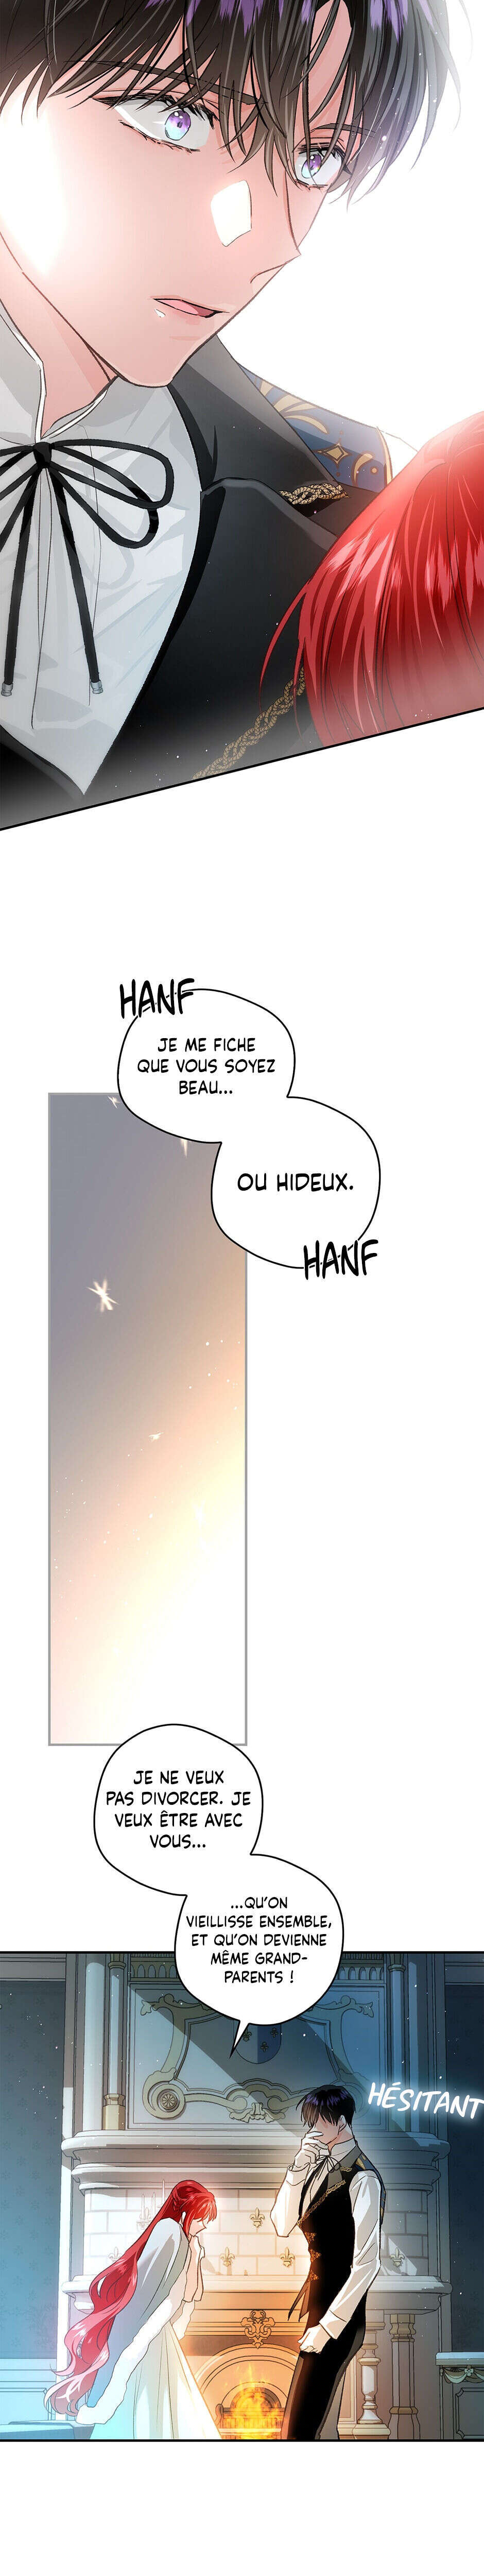 HANF
JE ME FICHE
QUE VOUS SOYEZ
BEAU...
OU HIDEUX.
HANF
JE NE VEUX
PAS DIVORCER. JE
VEUX ÊTRE AVEC
VOUS...
...QU'ON
VIEILLISSE ENSEMBLE,
ET QU'ON DEVIENNE
MÊME GRAND-
PARENTS !
HÉSITANT